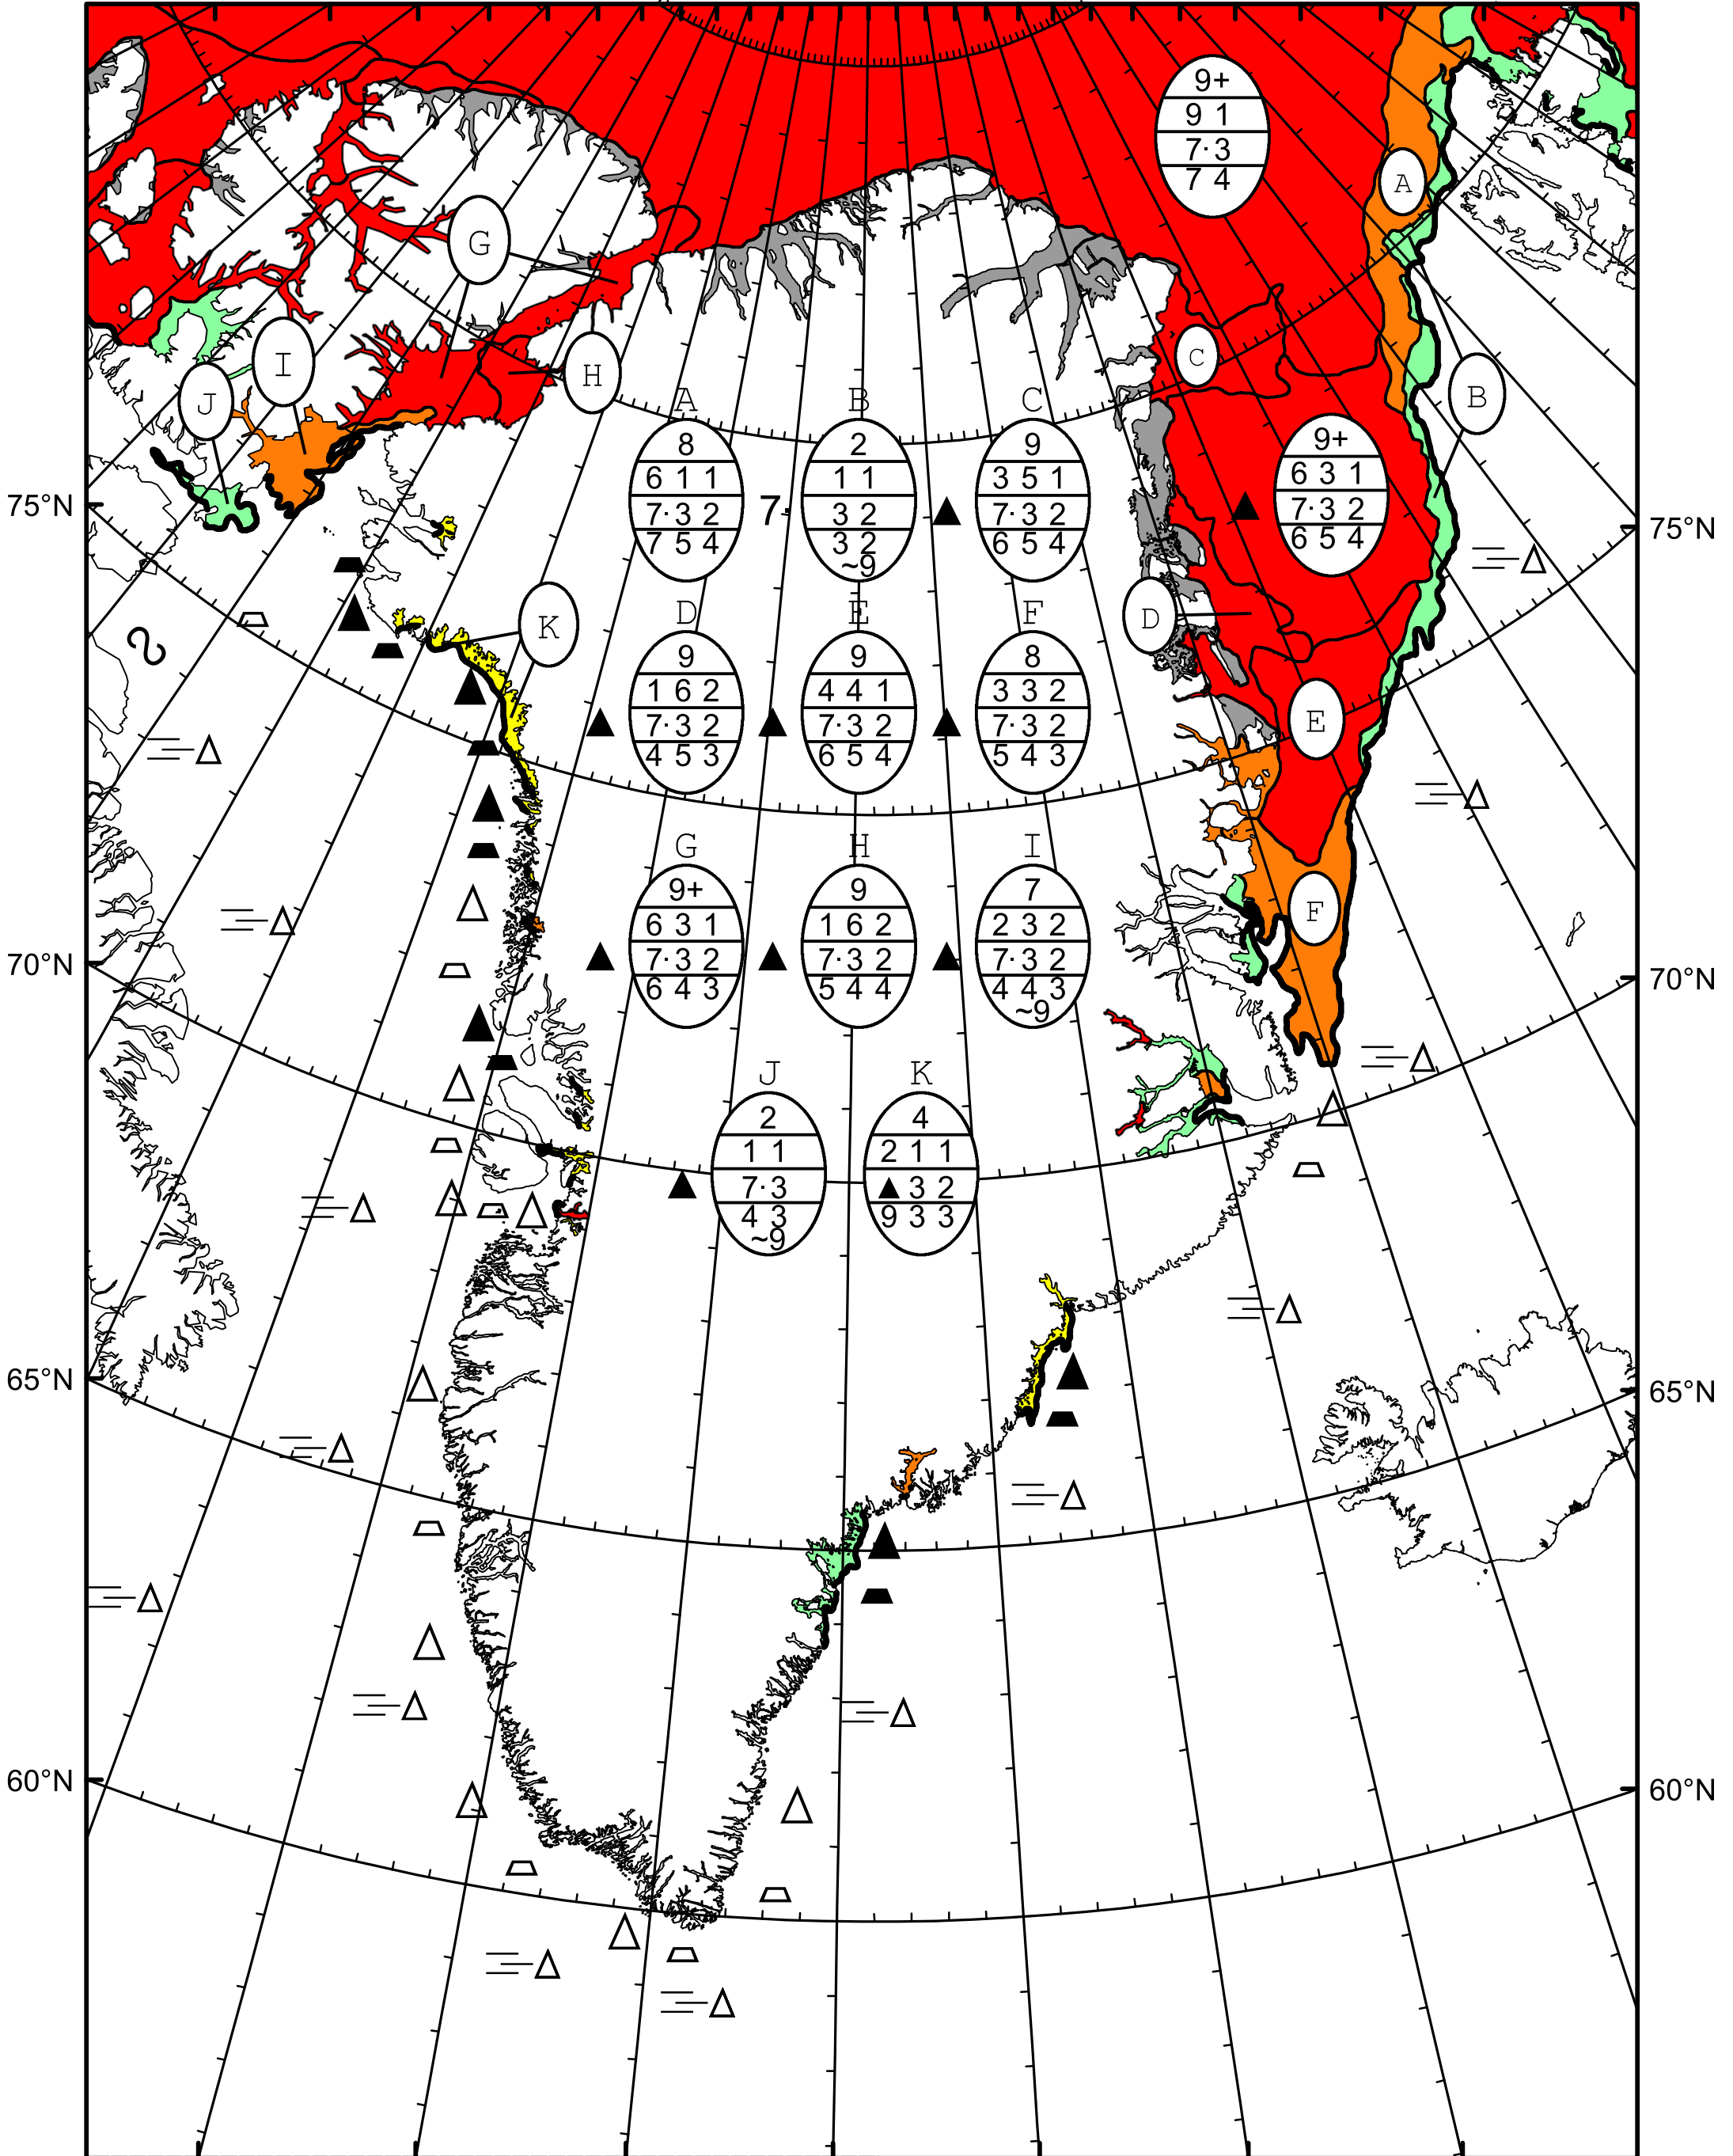 9+
9 1
7· 3
7 4
A
G
C
I
H
J
B
A B C
8
6 1 1
7· 3 2
7 5 4
7·
2
1 1
3 2
3 2
~9
9
3 5 1
7· 3 2
6 5 4
9+
6 3 1
7· 3 2
6 5 4
75°N
75°N
K
D
D E F
9
1 6 2
7· 3 2
4 5 3
9
4 4 1
7· 3 2
6 5 4
8
3 3 2
7· 3 2
5 4 3
E
G H I
9+
6 3 1
7· 3 2
6 4 3
9
1 6 2
7· 3 2
5 4 4
7
2 3 2
7· 3 2
4 4 3
~9
F
70°N
70°N
J K
2
1 1
7· 3
4 3
~9
4
2 1 1
▲ 3 2
9 3 3
65°N
65°N
60°N
60°N